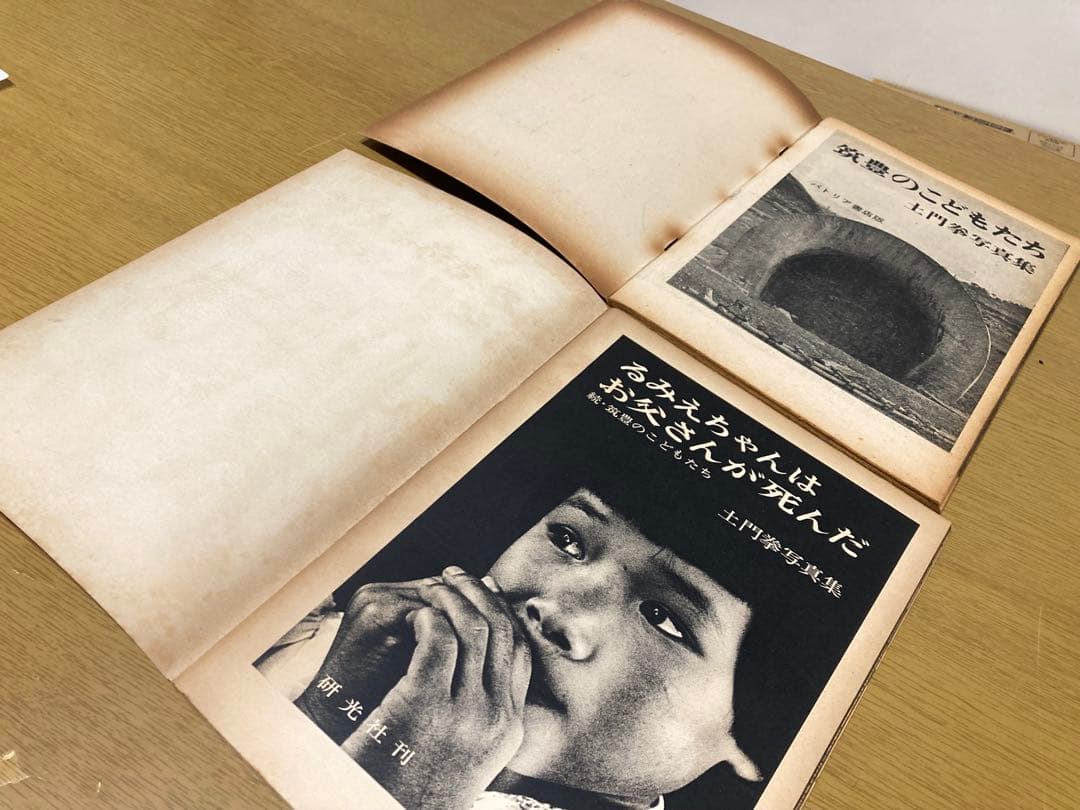 筑豊のこどもたち
土門拳写真集
パトリア書店版
るみえちゃんは
お父さんが死んだ
続・筑豊のこどもたち
土門拳写真集
研光社刊